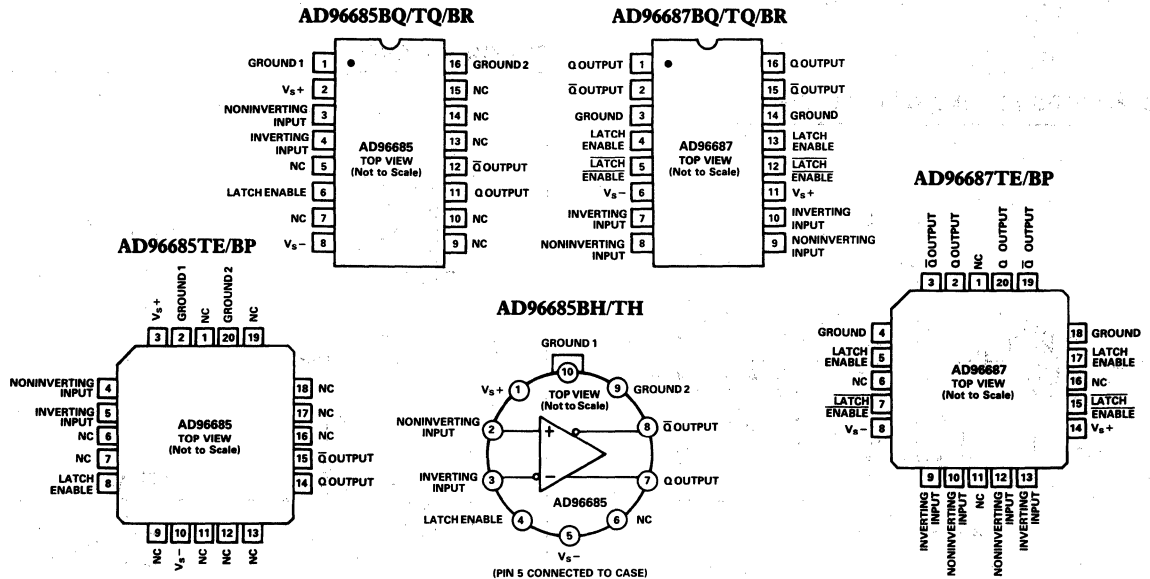 AD96685BQ/TQ/BR
GROUND 1 1
VS+ 2
NONINVERTING
INPUT 3
INVERTING
INPUT 4
NC 5
LATCH ENABLE 6
NC 7
VS− 8
AD96685
TOP VIEW
(Not to Scale)
16 GROUND 2
15 NC
14 NC
13 NC
12 Q̅ OUTPUT
11 Q OUTPUT
10 NC
9 NC
AD96687BQ/TQ/BR
Q OUTPUT 1
Q̅ OUTPUT 2
GROUND 3
LATCH
ENABLE 4
L̅A̅T̅C̅H̅
E̅N̅A̅B̅L̅E̅ 5
VS− 6
INVERTING
INPUT 7
NONINVERTING
INPUT 8
AD96687
TOP VIEW
(Not to Scale)
16 Q OUTPUT
15 Q̅ OUTPUT
14 GROUND
13 LATCH
ENABLE
12 L̅A̅T̅C̅H̅
E̅N̅A̅B̅L̅E̅
11 VS+
10 INVERTING
INPUT
9 NONINVERTING
INPUT
AD96685TE/BP
VS+ 3
GROUND 1 2
NC 1
GROUND 2 20
NC 19
NONINVERTING
INPUT 4
INVERTING
INPUT 5
NC 6
NC 7
LATCH
ENABLE 8
AD96685
TOP VIEW
(Not to Scale)
18 NC
17 NC
16 NC
15 Q̅ OUTPUT
14 Q OUTPUT
9 NC
10 VS−
11 NC
12 NC
13 NC
AD96685BH/TH
GROUND 1
10
VS+ 1
TOP VIEW
(Not to Scale)
9 GROUND 2
NONINVERTING
INPUT 2
+
8 Q̅ OUTPUT
INVERTING
INPUT 3
−
7 Q OUTPUT
AD96685
LATCH ENABLE 4
6 NC
5
VS−
(PIN 5 CONNECTED TO CASE)
AD96687TE/BP
Q̅ OUTPUT 3
Q OUTPUT 2
NC 1
Q OUTPUT 20
Q̅ OUTPUT 19
GROUND 4
LATCH
ENABLE 5
NC 6
L̅A̅T̅C̅H̅
E̅N̅A̅B̅L̅E̅ 7
VS− 8
AD96687
TOP VIEW
(Not to Scale)
18 GROUND
17 LATCH
ENABLE
16 NC
15 L̅A̅T̅C̅H̅
E̅N̅A̅B̅L̅E̅
14 VS+
9 INVERTING
INPUT
10 NONINVERTING
INPUT
11 NC
12 NONINVERTING
INPUT
13 INVERTING
INPUT